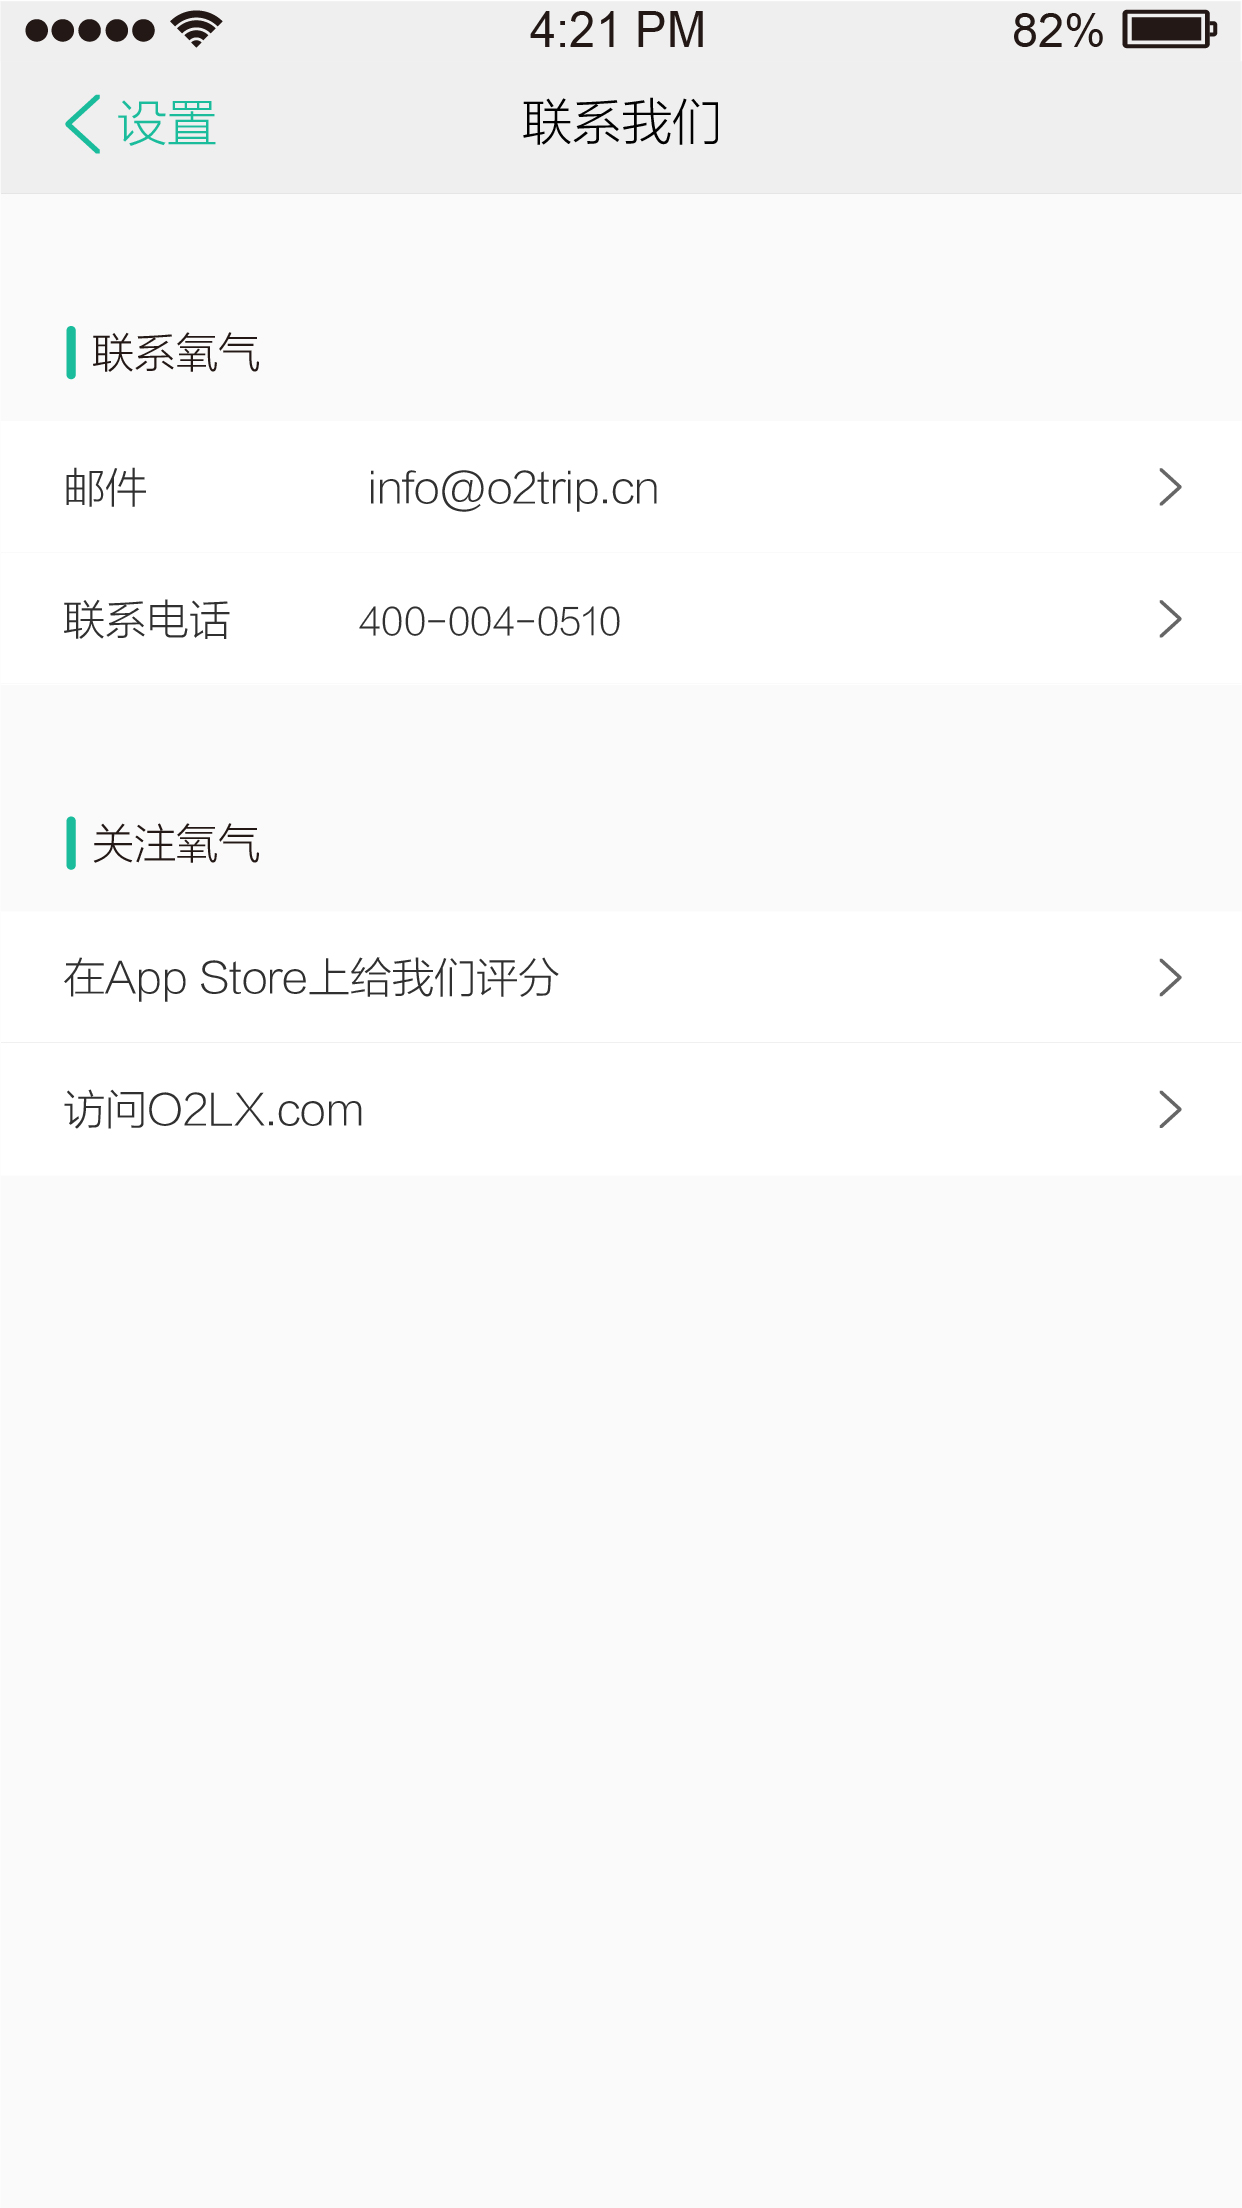 4:21 PM 82%
设置 联系我们
联系氧气
邮件 info@o2trip.cn
联系电话 400-004-0510
关注氧气
在App Store上给我们评分
访问O2LX.com